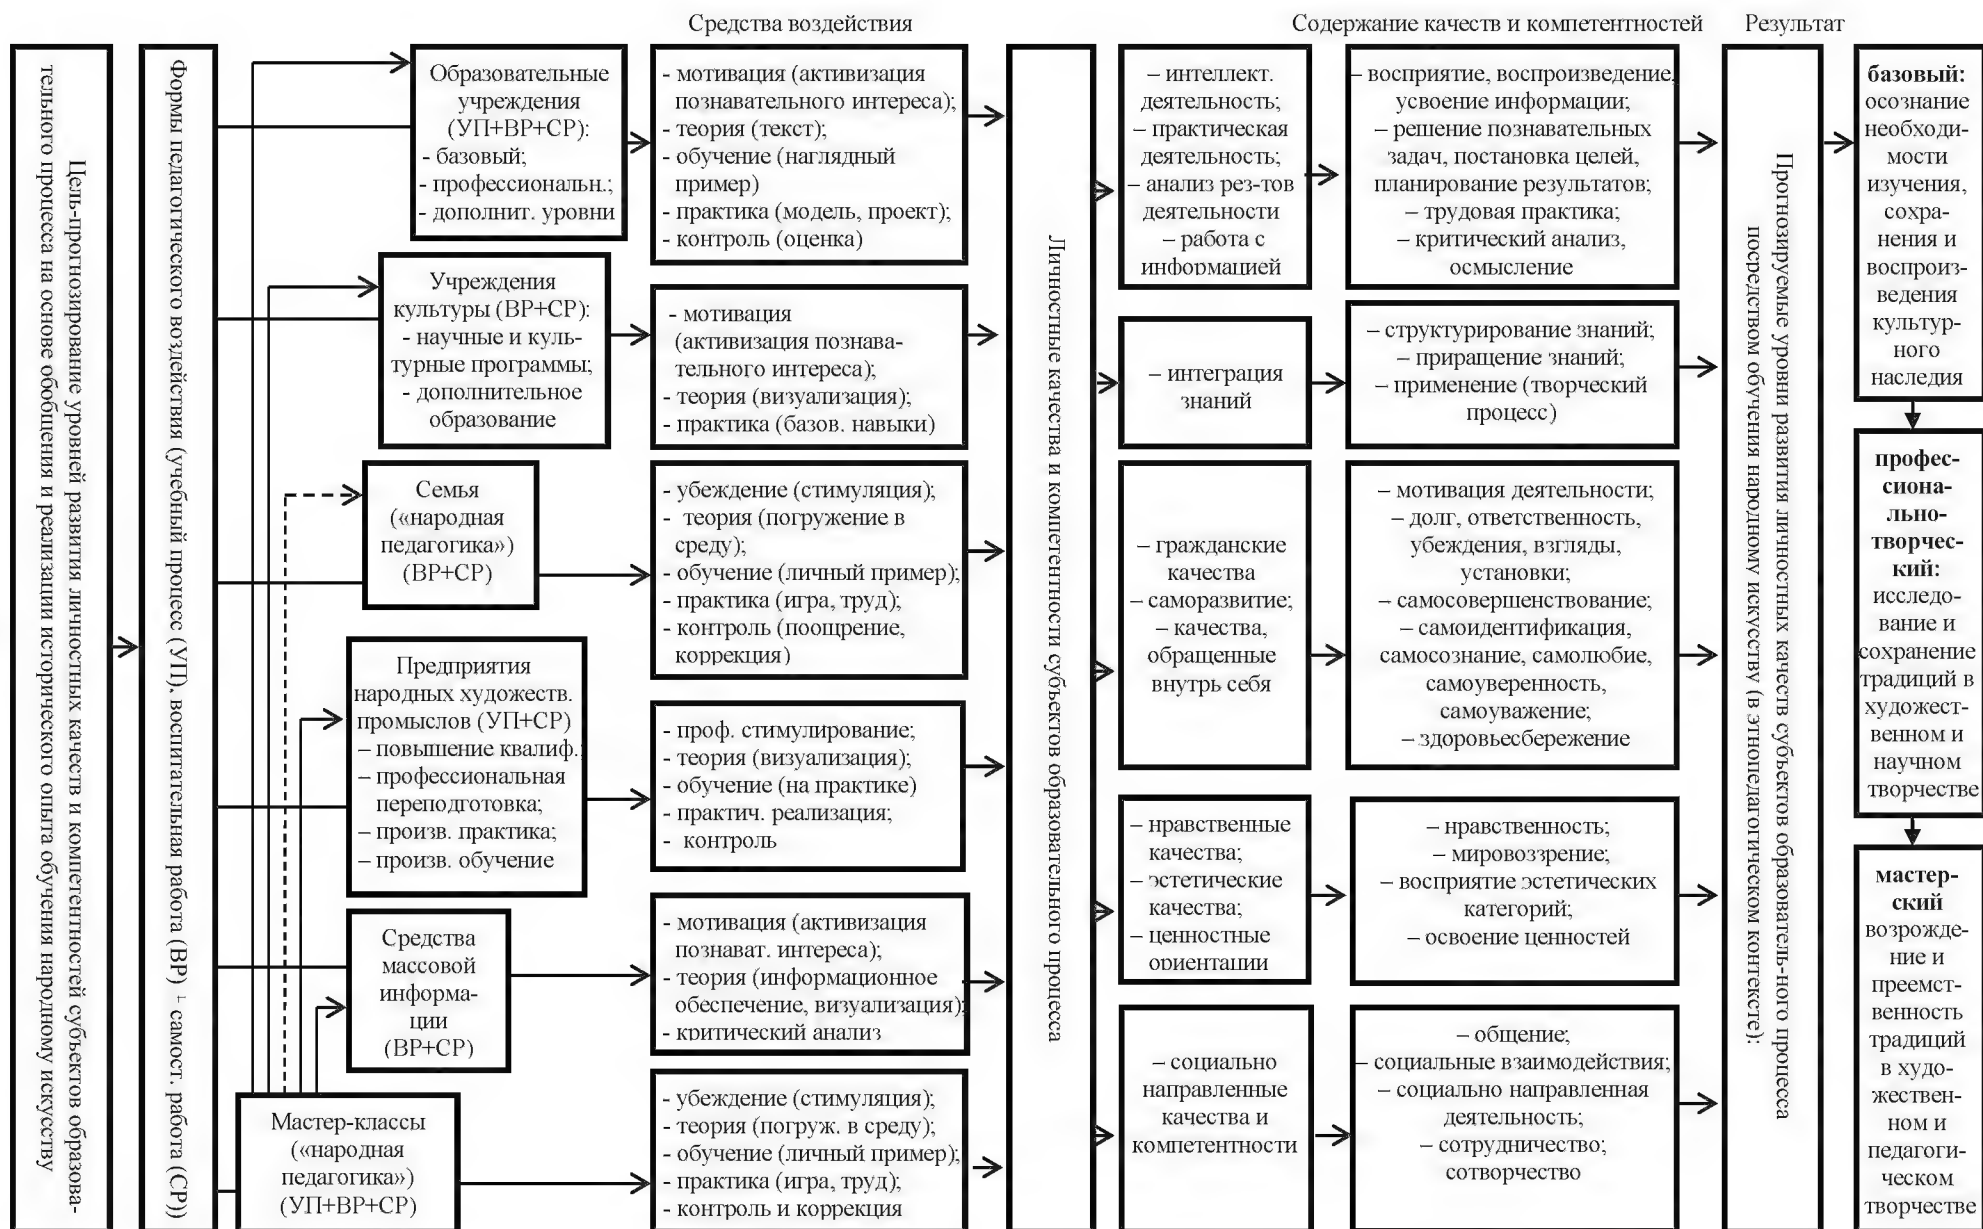 Средства воздействия
Содержание качеств и компетентностей
Результат
Цель-прогнозирование уровней развития личностных качеств и компетентностей субъектов образова-
тельного процесса на основе обобщения и реализации исторического опыта обучения народному искусству
Формы педагогического воздействия (учебный процесс (УП), воспитательная работа (ВР) + самост. работа (СР))
Образовательные
учреждения
(УП+ВР+СР):
- базовый;
- профессиональн.;
- дополнит. уровни
Учреждения
культуры (ВР+СР):
- научные и куль-
турные программы;
- дополнительное
образование
Семья
(«народная
педагогика»)
(ВР+СР)
Предприятия
народных художеств.
промыслов (УП+СР)
– повышение квалиф.;
– профессиональная
переподготовка;
– произв. практика;
– произв. обучение
Средства
массовой
информа-
ции
(ВР+СР)
Мастер-классы
(«народная
педагогика»)
(УП+ВР+СР)
- мотивация (активизация
познавательного интереса);
- теория (текст);
- обучение (наглядный
пример)
- практика (модель, проект);
- контроль (оценка)
- мотивация
(активизация познава-
тельного интереса);
- теория (визуализация);
- практика (базов. навыки)
- убеждение (стимуляция);
- теория (погружение в
среду);
- обучение (личный пример);
- практика (игра, труд);
- контроль (поощрение,
коррекция)
- проф. стимулирование;
- теория (визуализация);
- обучение (на практике)
- практич. реализация;
- контроль
- мотивация (активизация
познават. интереса);
- теория (информационное
обеспечение, визуализация);
- критический анализ
- убеждение (стимуляция);
- теория (погруж. в среду);
- обучение (личный пример);
- практика (игра, труд);
- контроль и коррекция
Личностные качества и компетентности субъектов образовательного процесса
– интеллект.
деятельность;
– практическая
деятельность;
– анализ рез-тов
деятельности
– работа с
информацией
– интеграция
знаний
– гражданские
качества
– саморазвитие;
– качества,
обращенные
внутрь себя
– нравственные
качества;
– эстетические
качества;
– ценностные
ориентации
– социально
направленные
качества и
компетентности
– восприятие, воспроизведение,
усвоение информации;
– решение познавательных
задач, постановка целей,
планирование результатов;
– трудовая практика;
– критический анализ,
осмысление
– структурирование знаний;
– приращение знаний;
– применение (творческий
процесс)
– мотивация деятельности;
– долг, ответственность,
убеждения, взгляды,
установки;
– самосовершенствование;
– самоидентификация,
самосознание, самолюбие,
самоуверенность,
самоуважение;
– здоровьесбережение
– нравственность;
– мировоззрение;
– восприятие эстетических
категорий;
– освоение ценностей
– общение;
– социальные взаимодействия;
– социально направленная
деятельность;
– сотрудничество;
сотворчество
Прогнозируемые уровни развития личностных качеств субъектов образователь-ного процесса
посредством обучения народному искусству (в этнопедагогическом контексте):
базовый:
осознание
необходи-
мости
изучения,
сохра-
нения и
воспроиз-
ведения
культур-
ного
наследия
профес-
сиона-
льно-
творчес-
кий:
исследо-
вание и
сохранение
традиций в
художест-
венном и
научном
творчестве
мастер-
ский
возрожде-
ние и
преемст-
венность
традиций
в худо-
жествен-
ном и
педагоги-
ческом
творчестве